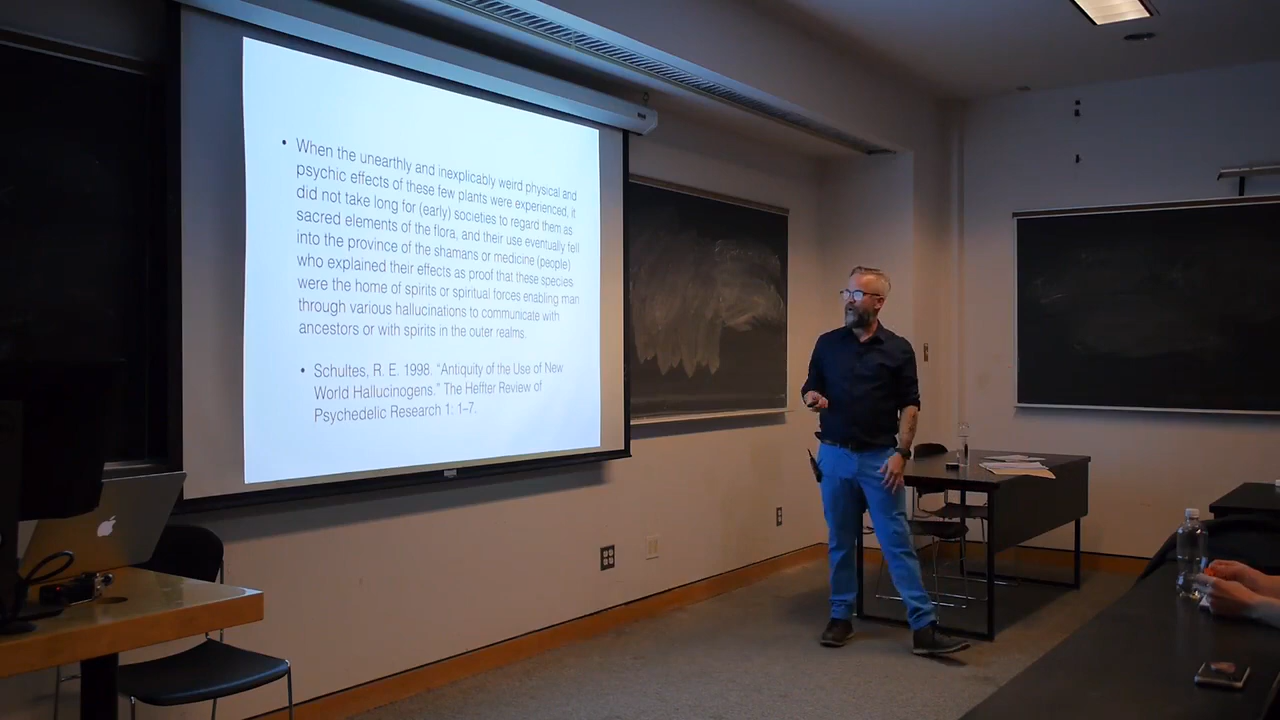 • When the unearthly and inexplicably weird physical and
psychic effects of these few plants were experienced, it
did not take long for (early) societies to regard them as
sacred elements of the flora, and their use eventually fell
into the province of the shamans or medicine (people)
who explained their effects as proof that these species
were the home of spirits or spiritual forces enabling man
through various hallucinations to communicate with
ancestors or with spirits in the outer realms.
• Schultes, R. E. 1998. “Antiquity of the Use of New
World Hallucinogens.” The Heffter Review of
Psychedelic Research 1: 1–7.